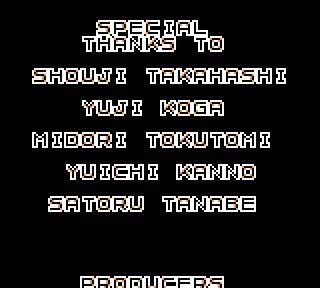 SPECIAL
THANKS TO
SHOUJI TAKAHASHI
YUJI KOGA
MIDORI TOKUTOMI
YUICHI KANNO
SATORU TANABE
PRODUCERS